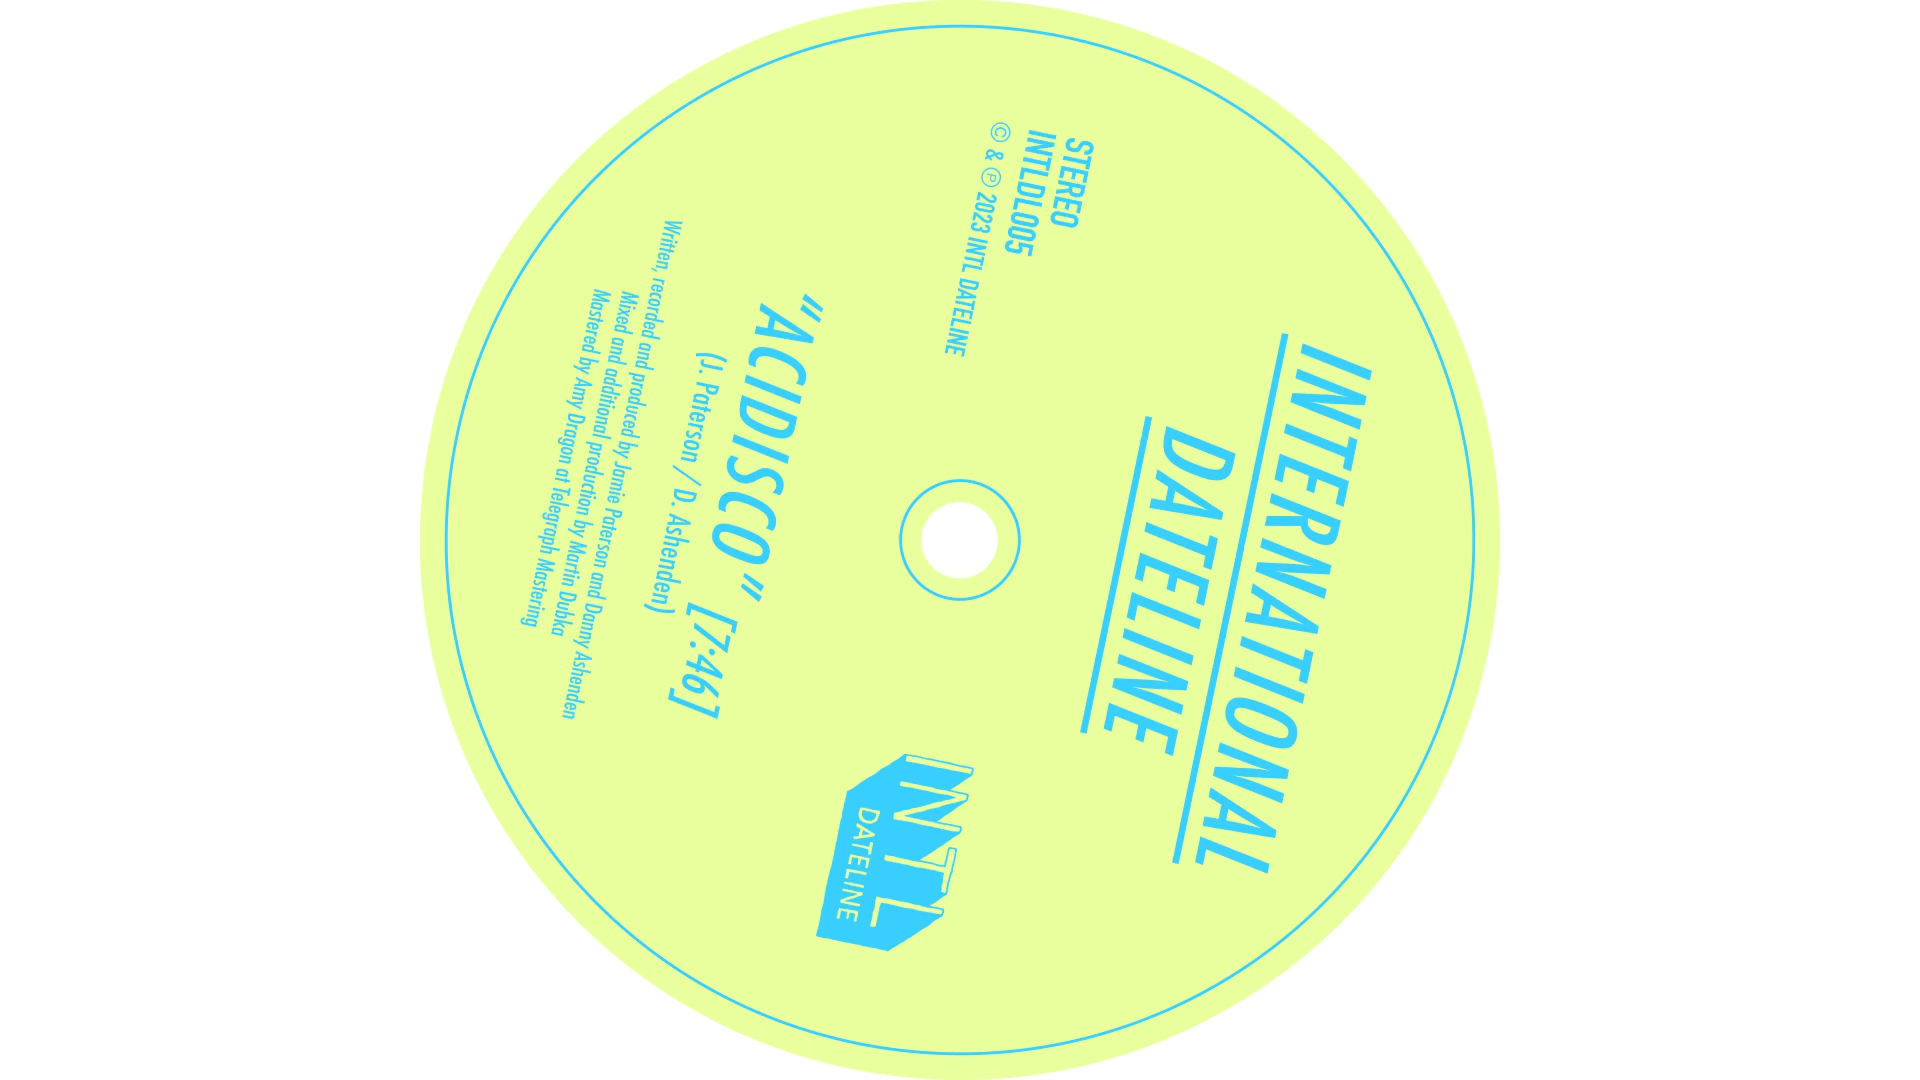 INTERNATIONAL
DATELINE
STEREO
INTLDL005
© & ℗ 2023 INTL DATELINE
INTL
DATELINE
"ACIDISCO" [7:46]
(J. Paterson / D. Ashenden)
Written, recorded and produced by Jamie Paterson and Danny Ashenden
Mixed and additional production by Martin Dubka
Mastered by Amy Dragon at Telegraph Mastering